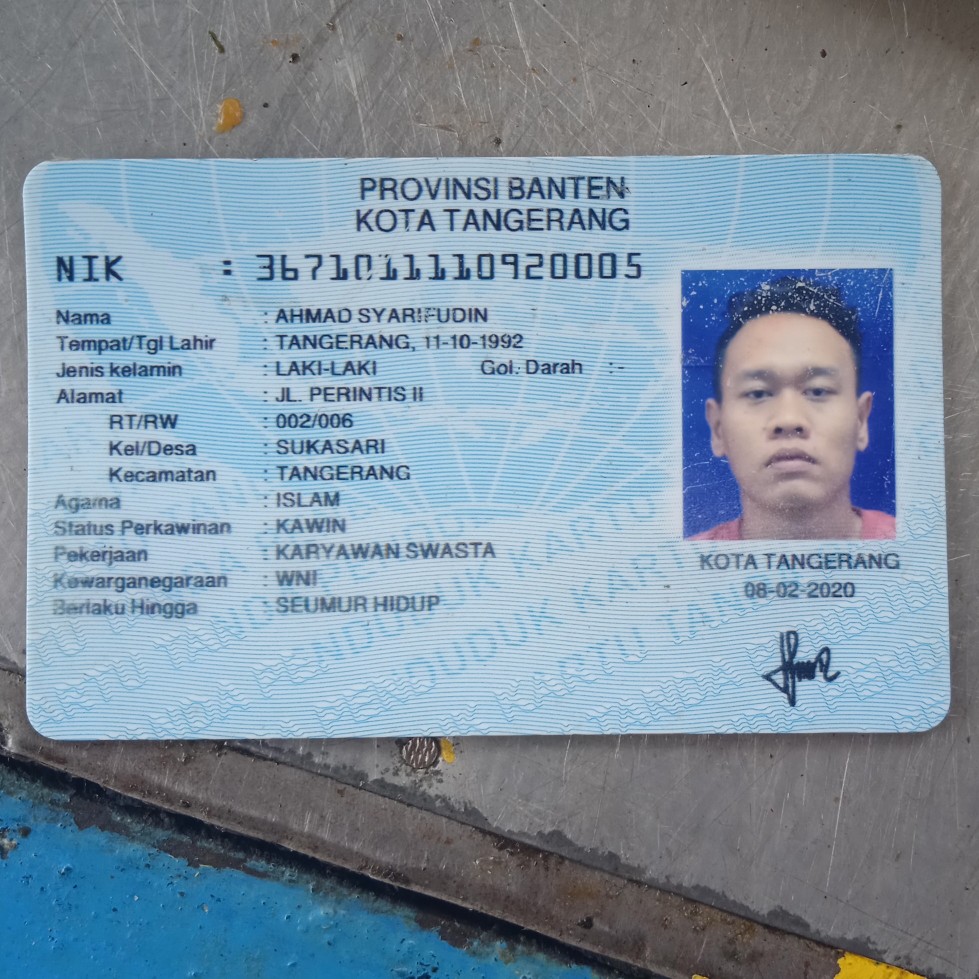 PROVINSI BANTEN
KOTA TANGERANG
NIK : 3671011110920005
Nama : AHMAD SYARIFUDIN
Tempat/Tgl Lahir : TANGERANG, 11-10-1992
Jenis kelamin : LAKI-LAKI Gol. Darah :-
Alamat : JL. PERINTIS II
RT/RW : 002/006
Kel/Desa : SUKASARI
Kecamatan : TANGERANG
Agama : ISLAM
Status Perkawinan : KAWIN
Pekerjaan : KARYAWAN SWASTA
Kewarganegaraan : WNI
Berlaku Hingga : SEUMUR HIDUP
KOTA TANGERANG
08-02-2020